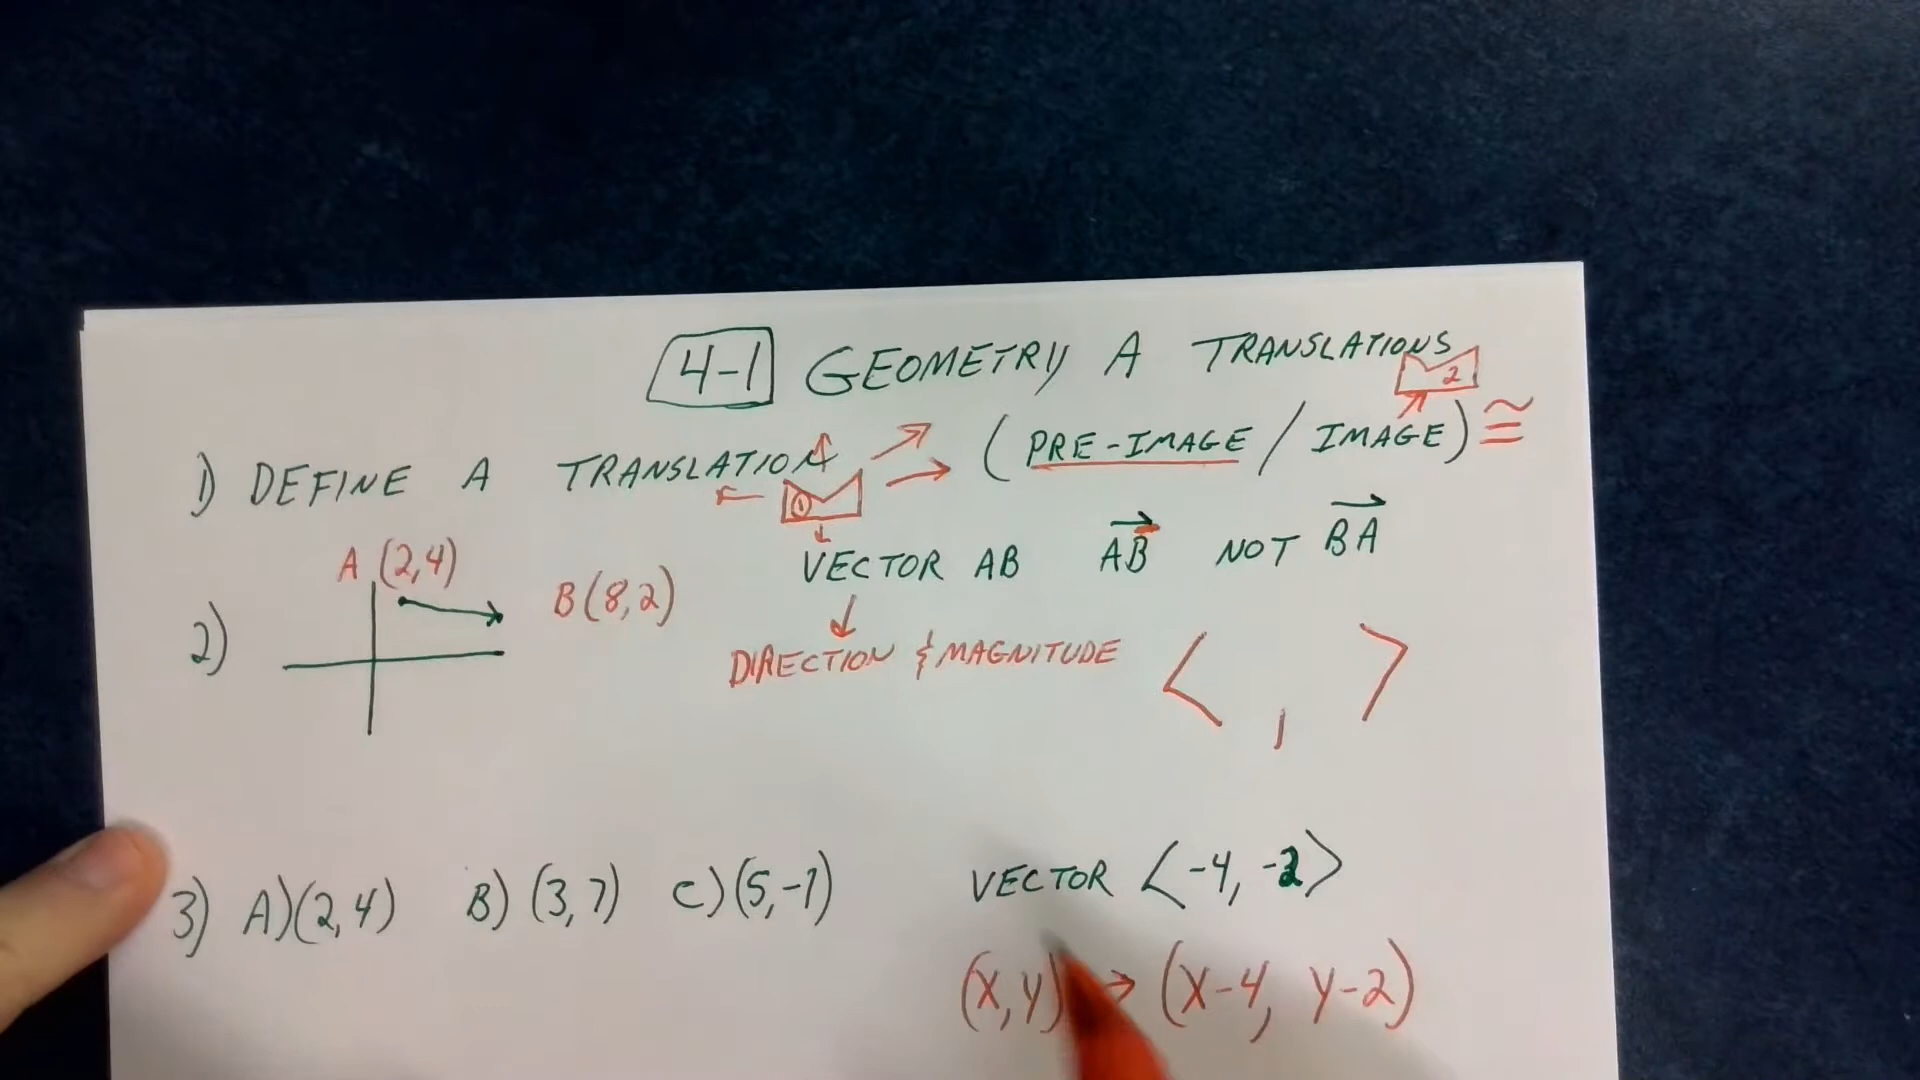 4-1 GEOMETRY A TRANSLATIONS
2
1) DEFINE A TRANSLATION (PRE-IMAGE / IMAGE) ≅
1
VECTOR AB AB NOT BA
A (2,4)
B(8,2)
2)
DIRECTION & MAGNITUDE < , >
3) A)(2,4) B) (3,7) C)(5,-1) VECTOR <-4, -2>
(X,Y) → (X-4, Y-2)